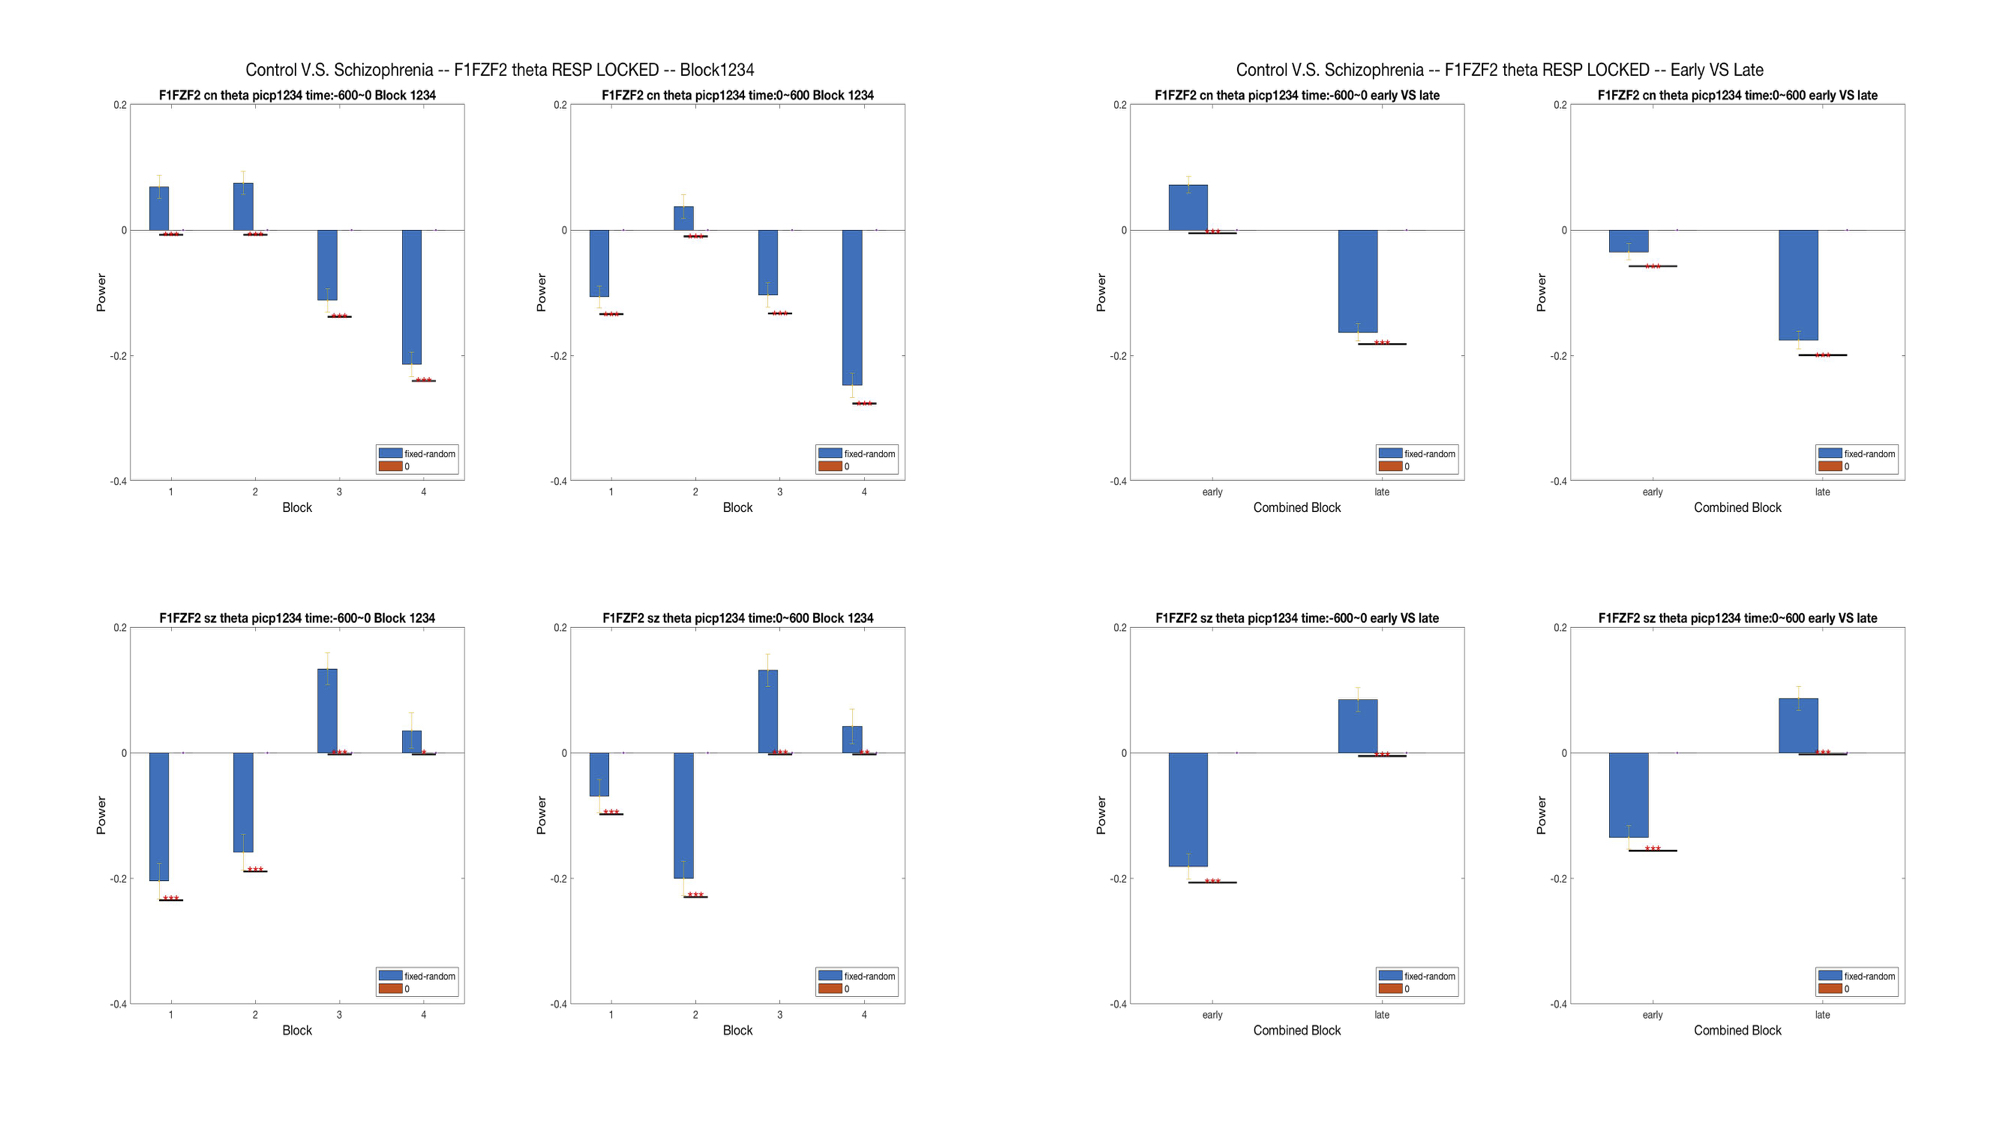 Control V.S. Schizophrenia -- F1FZF2 theta RESP LOCKED -- Block1234
F1FZF2 cn theta picp1234 time:-600~0 Block 1234
0.2
0
-0.2
-0.4
Power
***
***
***
***
fixed-random
0
1 2 3 4
Block
F1FZF2 cn theta picp1234 time:0~600 Block 1234
0.2
0
-0.2
-0.4
Power
***
***
***
***
fixed-random
0
1 2 3 4
Block
F1FZF2 sz theta picp1234 time:-600~0 Block 1234
0.2
0
-0.2
-0.4
Power
***
***
***
*
fixed-random
0
1 2 3 4
Block
F1FZF2 sz theta picp1234 time:0~600 Block 1234
0.2
0
-0.2
-0.4
Power
***
***
***
**
fixed-random
0
1 2 3 4
Block
Control V.S. Schizophrenia -- F1FZF2 theta RESP LOCKED -- Early VS Late
F1FZF2 cn theta picp1234 time:-600~0 early VS late
0.2
0
-0.2
-0.4
Power
***
***
fixed-random
0
early late
Combined Block
F1FZF2 cn theta picp1234 time:0~600 early VS late
0.2
0
-0.2
-0.4
Power
***
***
fixed-random
0
early late
Combined Block
F1FZF2 sz theta picp1234 time:-600~0 early VS late
0.2
0
-0.2
-0.4
Power
***
***
fixed-random
0
early late
Combined Block
F1FZF2 sz theta picp1234 time:0~600 early VS late
0.2
0
-0.2
-0.4
Power
***
***
fixed-random
0
early late
Combined Block